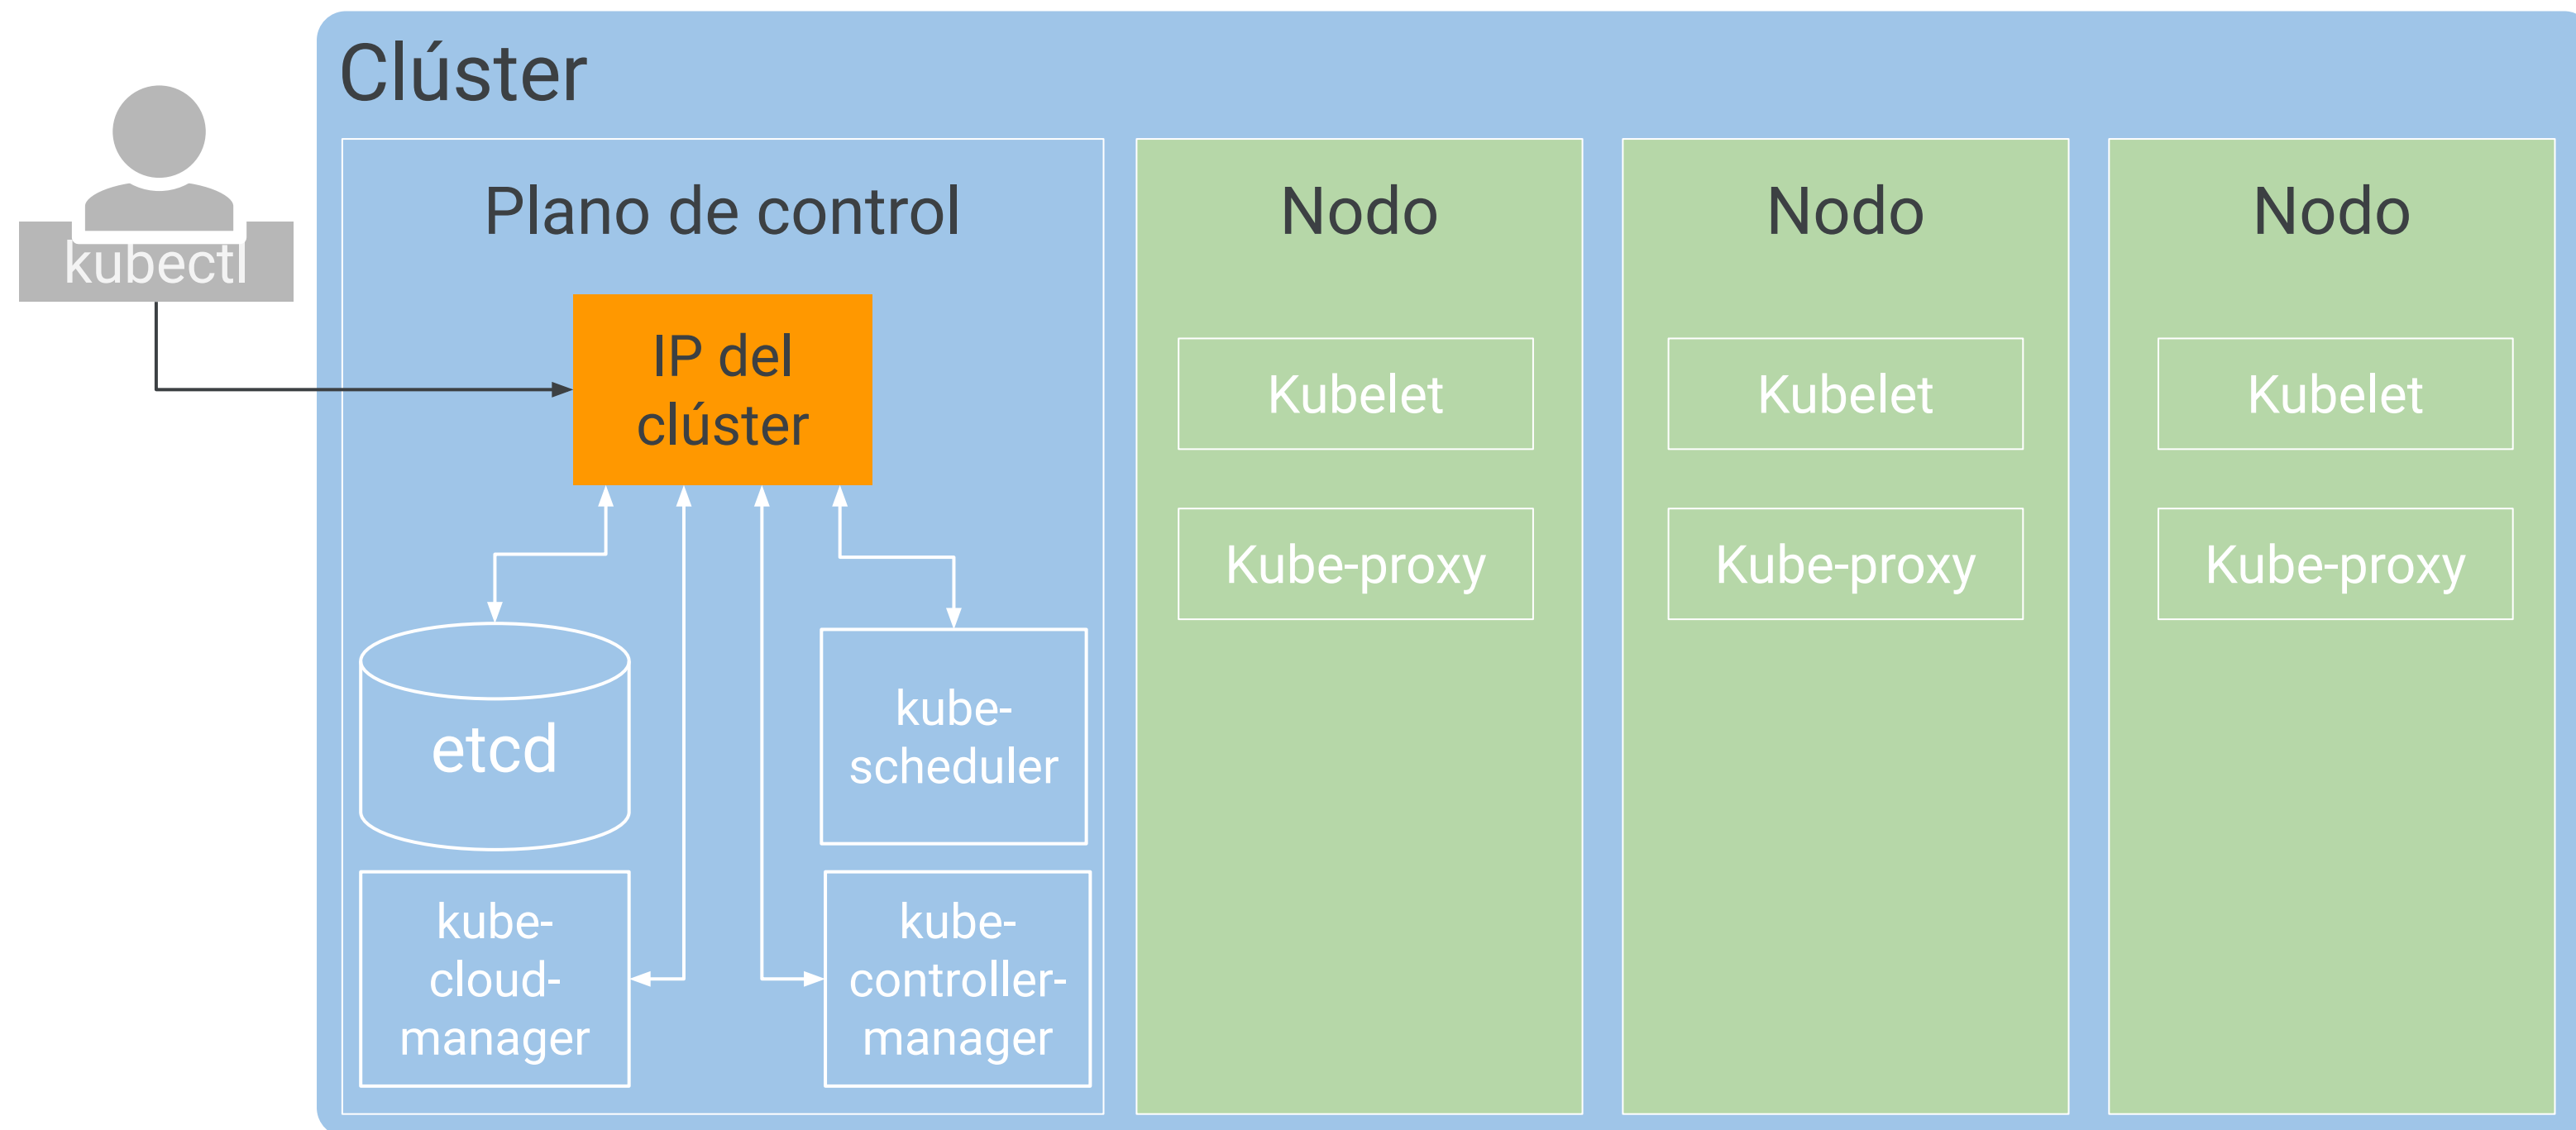 Clúster
kubectl
Plano de control
IP del
clúster
etcd
kube-
scheduler
kube-
cloud-
manager
kube-
controller-
manager
Nodo
Kubelet
Kube-proxy
Nodo
Kubelet
Kube-proxy
Nodo
Kubelet
Kube-proxy